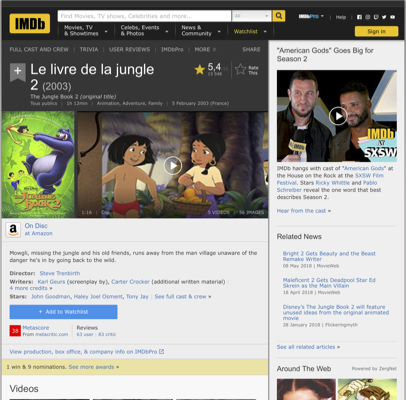 IMDb
Find Movies, TV shows, Celebrities and more...
All
IMDbPro
Help
Movies, TV
& Showtimes
Celebs, Events
& Photos
News &
Community
Watchlist
Sign in
FULL CAST AND CREW | TRIVIA | USER REVIEWS | IMDbPro | MORE
SHARE
Le livre de la jungle
2 (2003)
The Jungle Book 2 (original title)
Tous publics | 1h 12min | Animation, Adventure, Family | 5 February 2003 (France)
5,4
Rate
This
1:16 | Clip
5 VIDEOS
56 IMAGES
On Disc
at Amazon
Mowgli, missing the jungle and his old friends, runs away from the man village unaware of the
danger he's in by going back to the wild.
Director: Steve Trenbirth
Writers: Karl Geurs (screenplay by), Carter Crocker (additional written material) |
4 more credits »
Stars: John Goodman, Haley Joel Osment, Tony Jay | See full cast & crew »
+ Add to Watchlist
38
Metascore
From metacritic.com
Reviews
63 user | 83 critic
View production, box office, & company info on IMDbPro
1 win & 9 nominations. See more awards »
Videos
"American Gods" Goes Big for
Season 2
IMDb
at
SXSW
IMDb hangs with cast of "American Gods" at
the House on the Rock at the SXSW Film
Festival. Stars Ricky Whittle and Pablo
Schreiber reveal the one word that best
describes Season 2.
Hear from the cast »
Related News
Bright 2 Gets Beauty and the Beast
Remake Writer
08 May 2018 | MovieWeb
Maleficent 2 Gets Deadpool Star Ed
Skrein as the Main Villain
16 April 2018 | MovieWeb
Disney's The Jungle Book 2 will feature
unused ideas from the original animated
movie
28 January 2018 | Flickeringmyth
See all related articles »
Around The Web
Powered by ZergNet